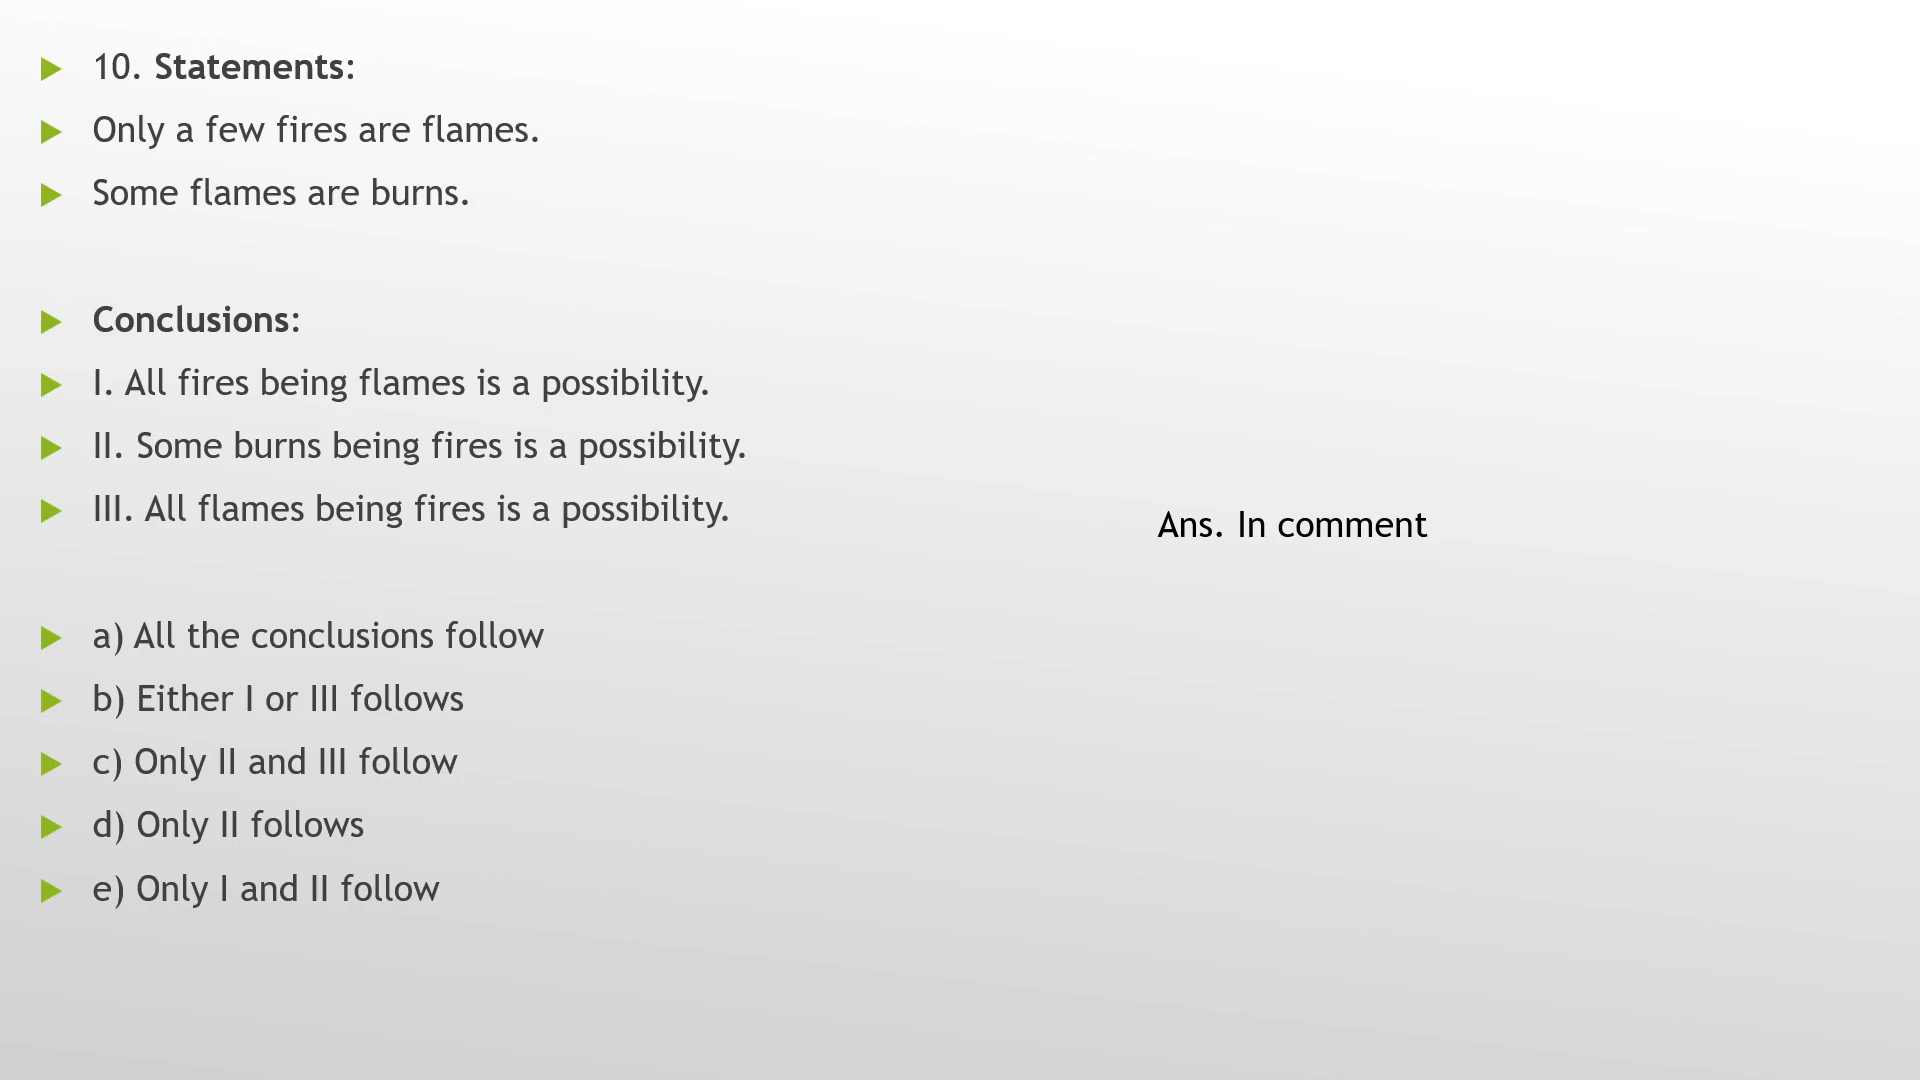 10. Statements:
Only a few fires are flames.
Some flames are burns.
Conclusions:
I. All fires being flames is a possibility.
II. Some burns being fires is a possibility.
III. All flames being fires is a possibility.
Ans. In comment
a) All the conclusions follow
b) Either I or III follows
c) Only II and III follow
d) Only II follows
e) Only I and II follow